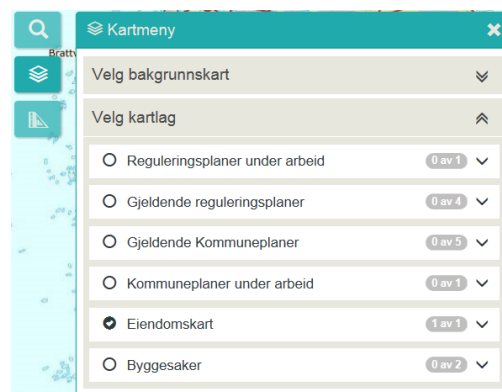 Kartmeny
Brattv
Velg bakgrunnskart
Velg kartlag
Reguleringsplaner under arbeid 0 av 1
Gjeldende reguleringsplaner 0 av 4
Gjeldende Kommuneplaner 0 av 5
Kommuneplaner under arbeid 0 av 1
Eiendomskart 1 av 1
Byggesaker 0 av 2